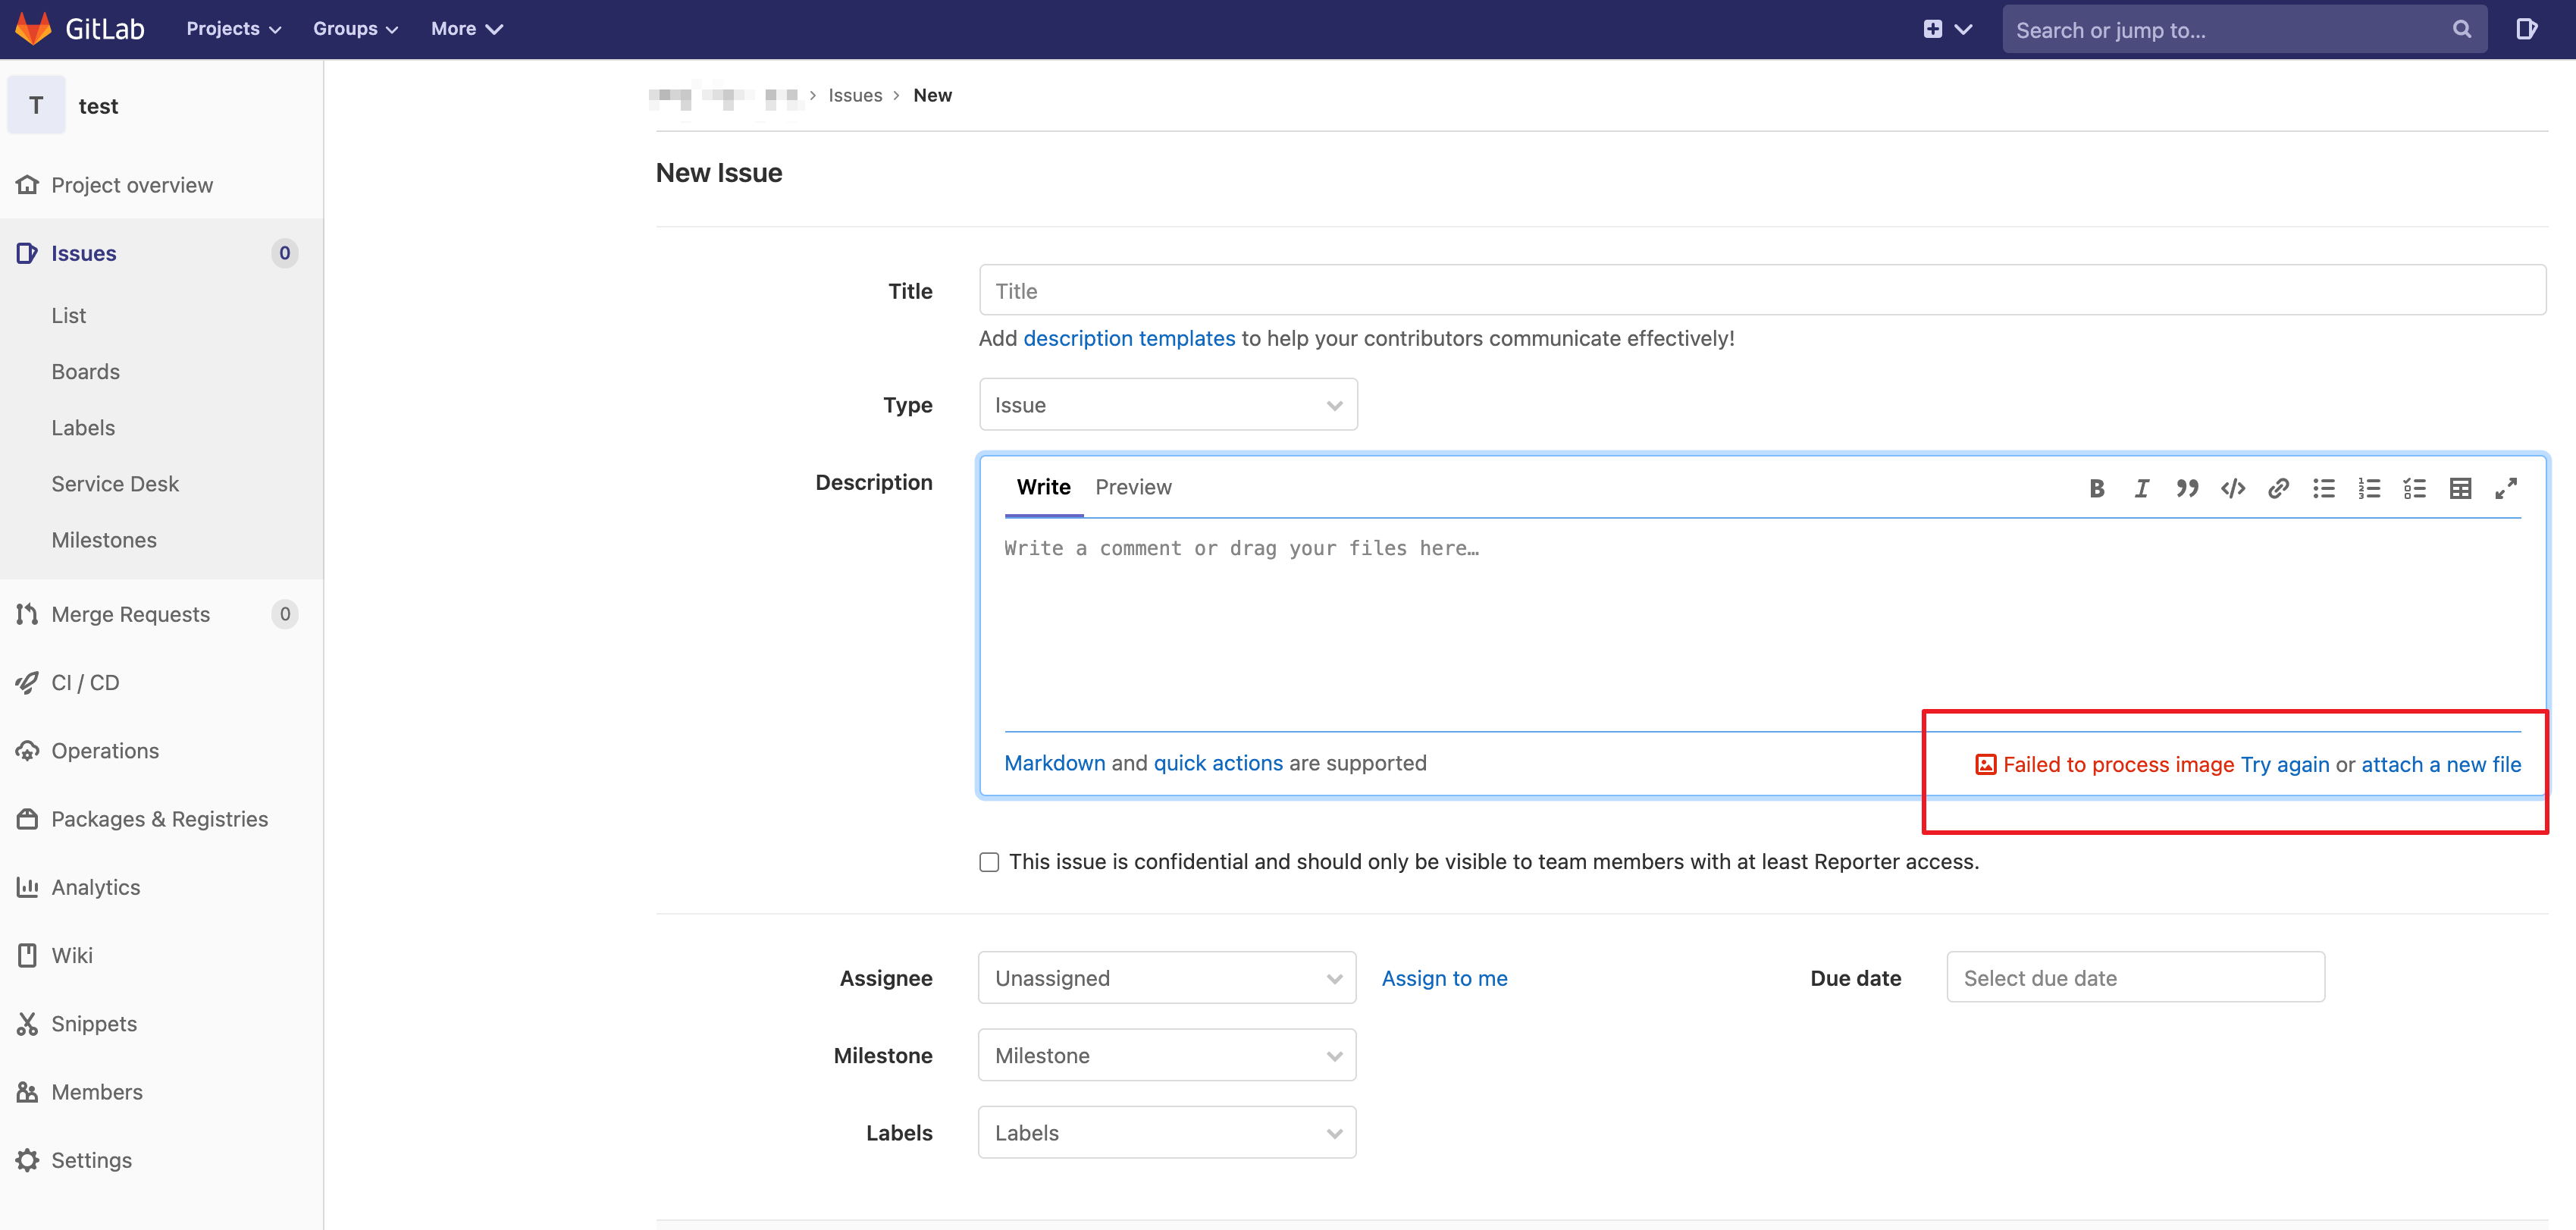 GitLab Projects Groups More Search or jump to...
T test
Project overview
Issues 0
List
Boards
Labels
Service Desk
Milestones
Merge Requests 0
CI / CD
Operations
Packages & Registries
Analytics
Wiki
Snippets
Members
Settings
> Issues > New
New Issue
Title Title
Add description templates to help your contributors communicate effectively!
Type Issue
Description Write Preview
Write a comment or drag your files here…
Markdown and quick actions are supported
Failed to process image Try again or attach a new file
This issue is confidential and should only be visible to team members with at least Reporter access.
Assignee Unassigned Assign to me Due date Select due date
Milestone Milestone
Labels Labels